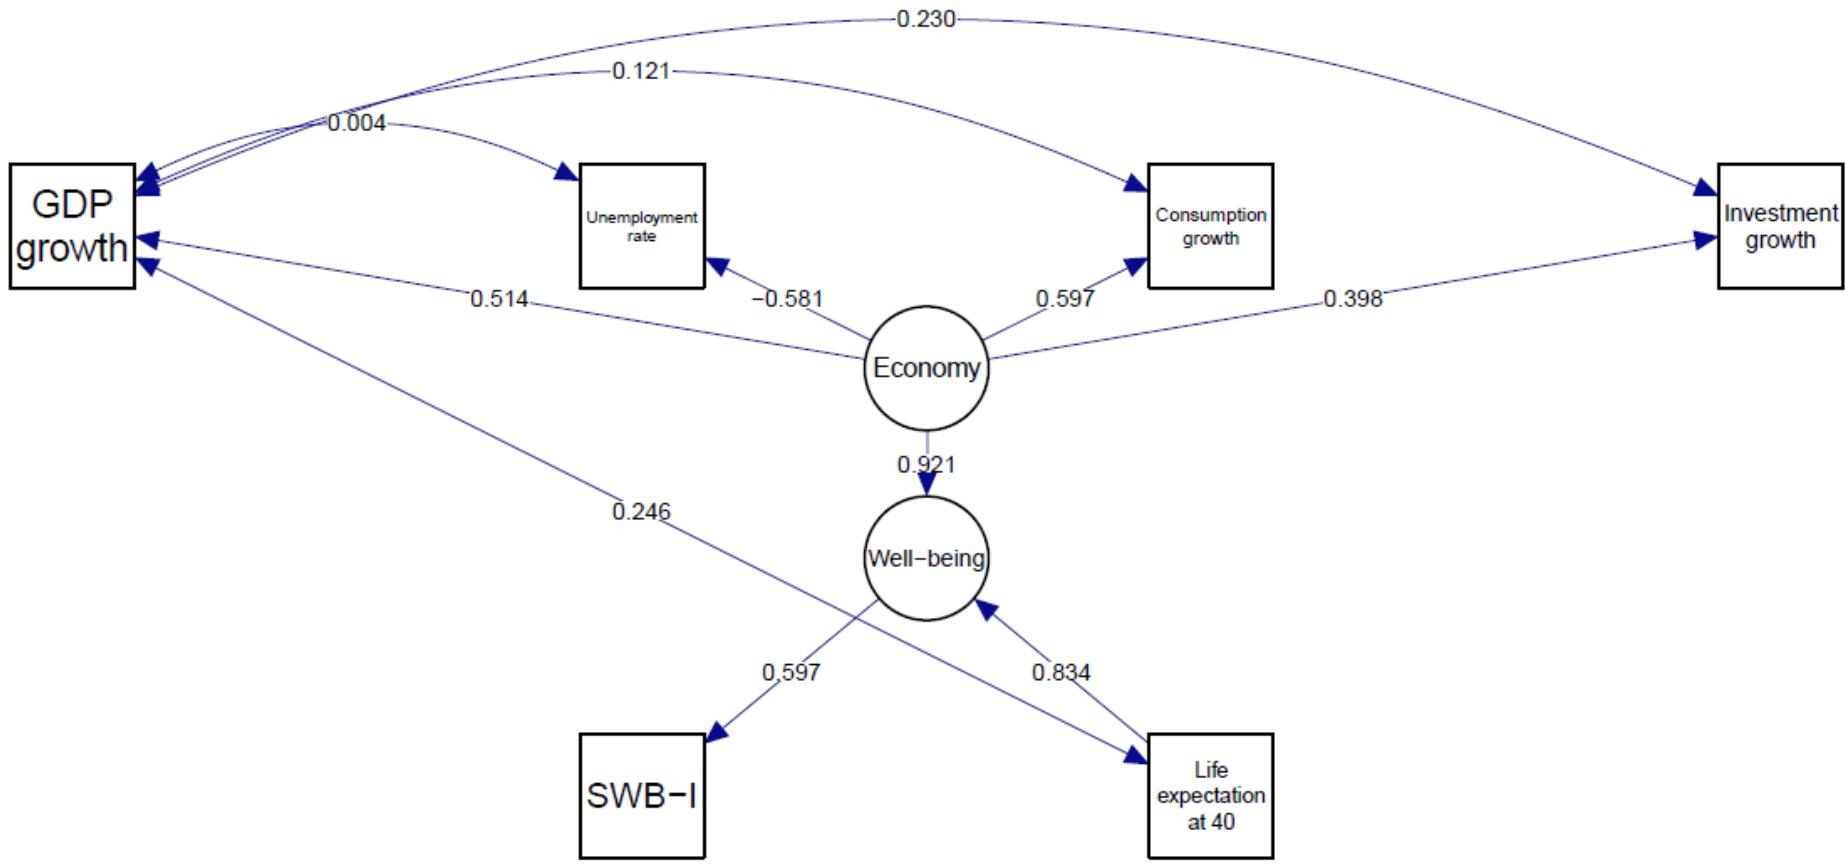 0.230
0.121
0.004
GDP
growth
Unemployment
rate
Consumption
growth
Investment
growth
0.514
−0.581
0.597
0.398
Economy
0.921
0.246
Well−being
0.597
0.834
SWB−I
Life
expectation
at 40